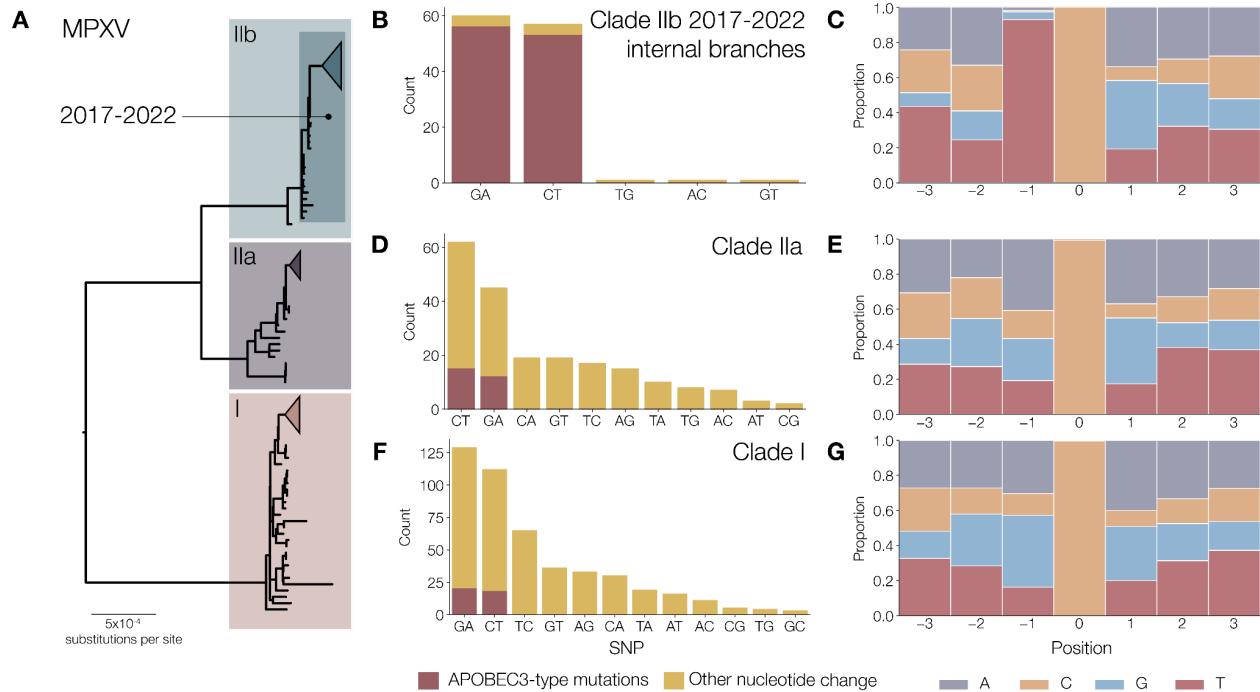 A
MPXV
IIb
2017-2022
IIa
I
5x10⁻⁴
substitutions per site
B
Clade IIb 2017-2022
internal branches
Count
60
40
20
0
GA CT TG AC GT
C
Proportion
1.0
0.8
0.6
0.4
0.2
0.0
−3 −2 −1 0 1 2 3
D
Clade IIa
Count
60
40
20
0
CT GA CA GT TC AG TA TG AC AT CG
E
Proportion
1.0
0.8
0.6
0.4
0.2
0.0
−3 −2 −1 0 1 2 3
F
Clade I
Count
125
100
75
50
25
0
GA CT TC GT AG CA TA AT AC CG TG GC
SNP
G
Proportion
1.0
0.8
0.6
0.4
0.2
0.0
−3 −2 −1 0 1 2 3
Position
APOBEC3-type mutations Other nucleotide change
A C G T